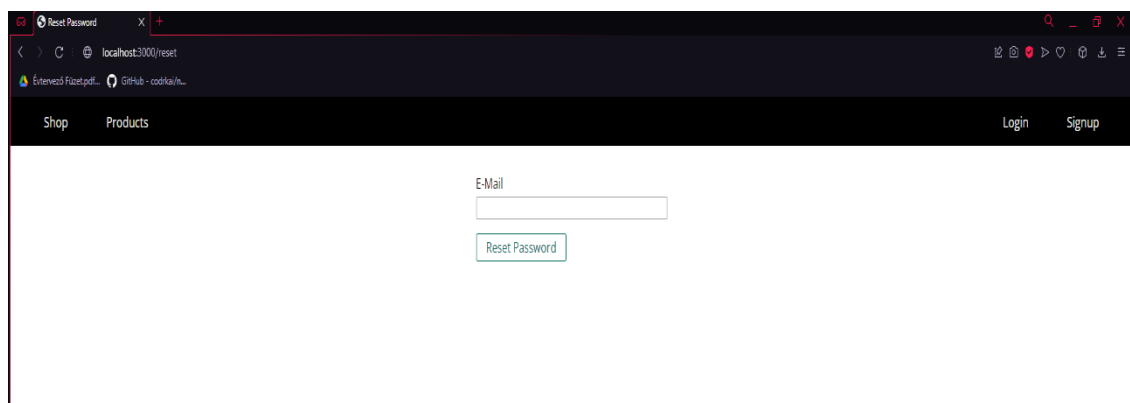 Reset Password
localhost:3000/reset
Évtervező Füzet.pdf... GitHub - codrkai/n...
Shop Products Login Signup
E-Mail
Reset Password